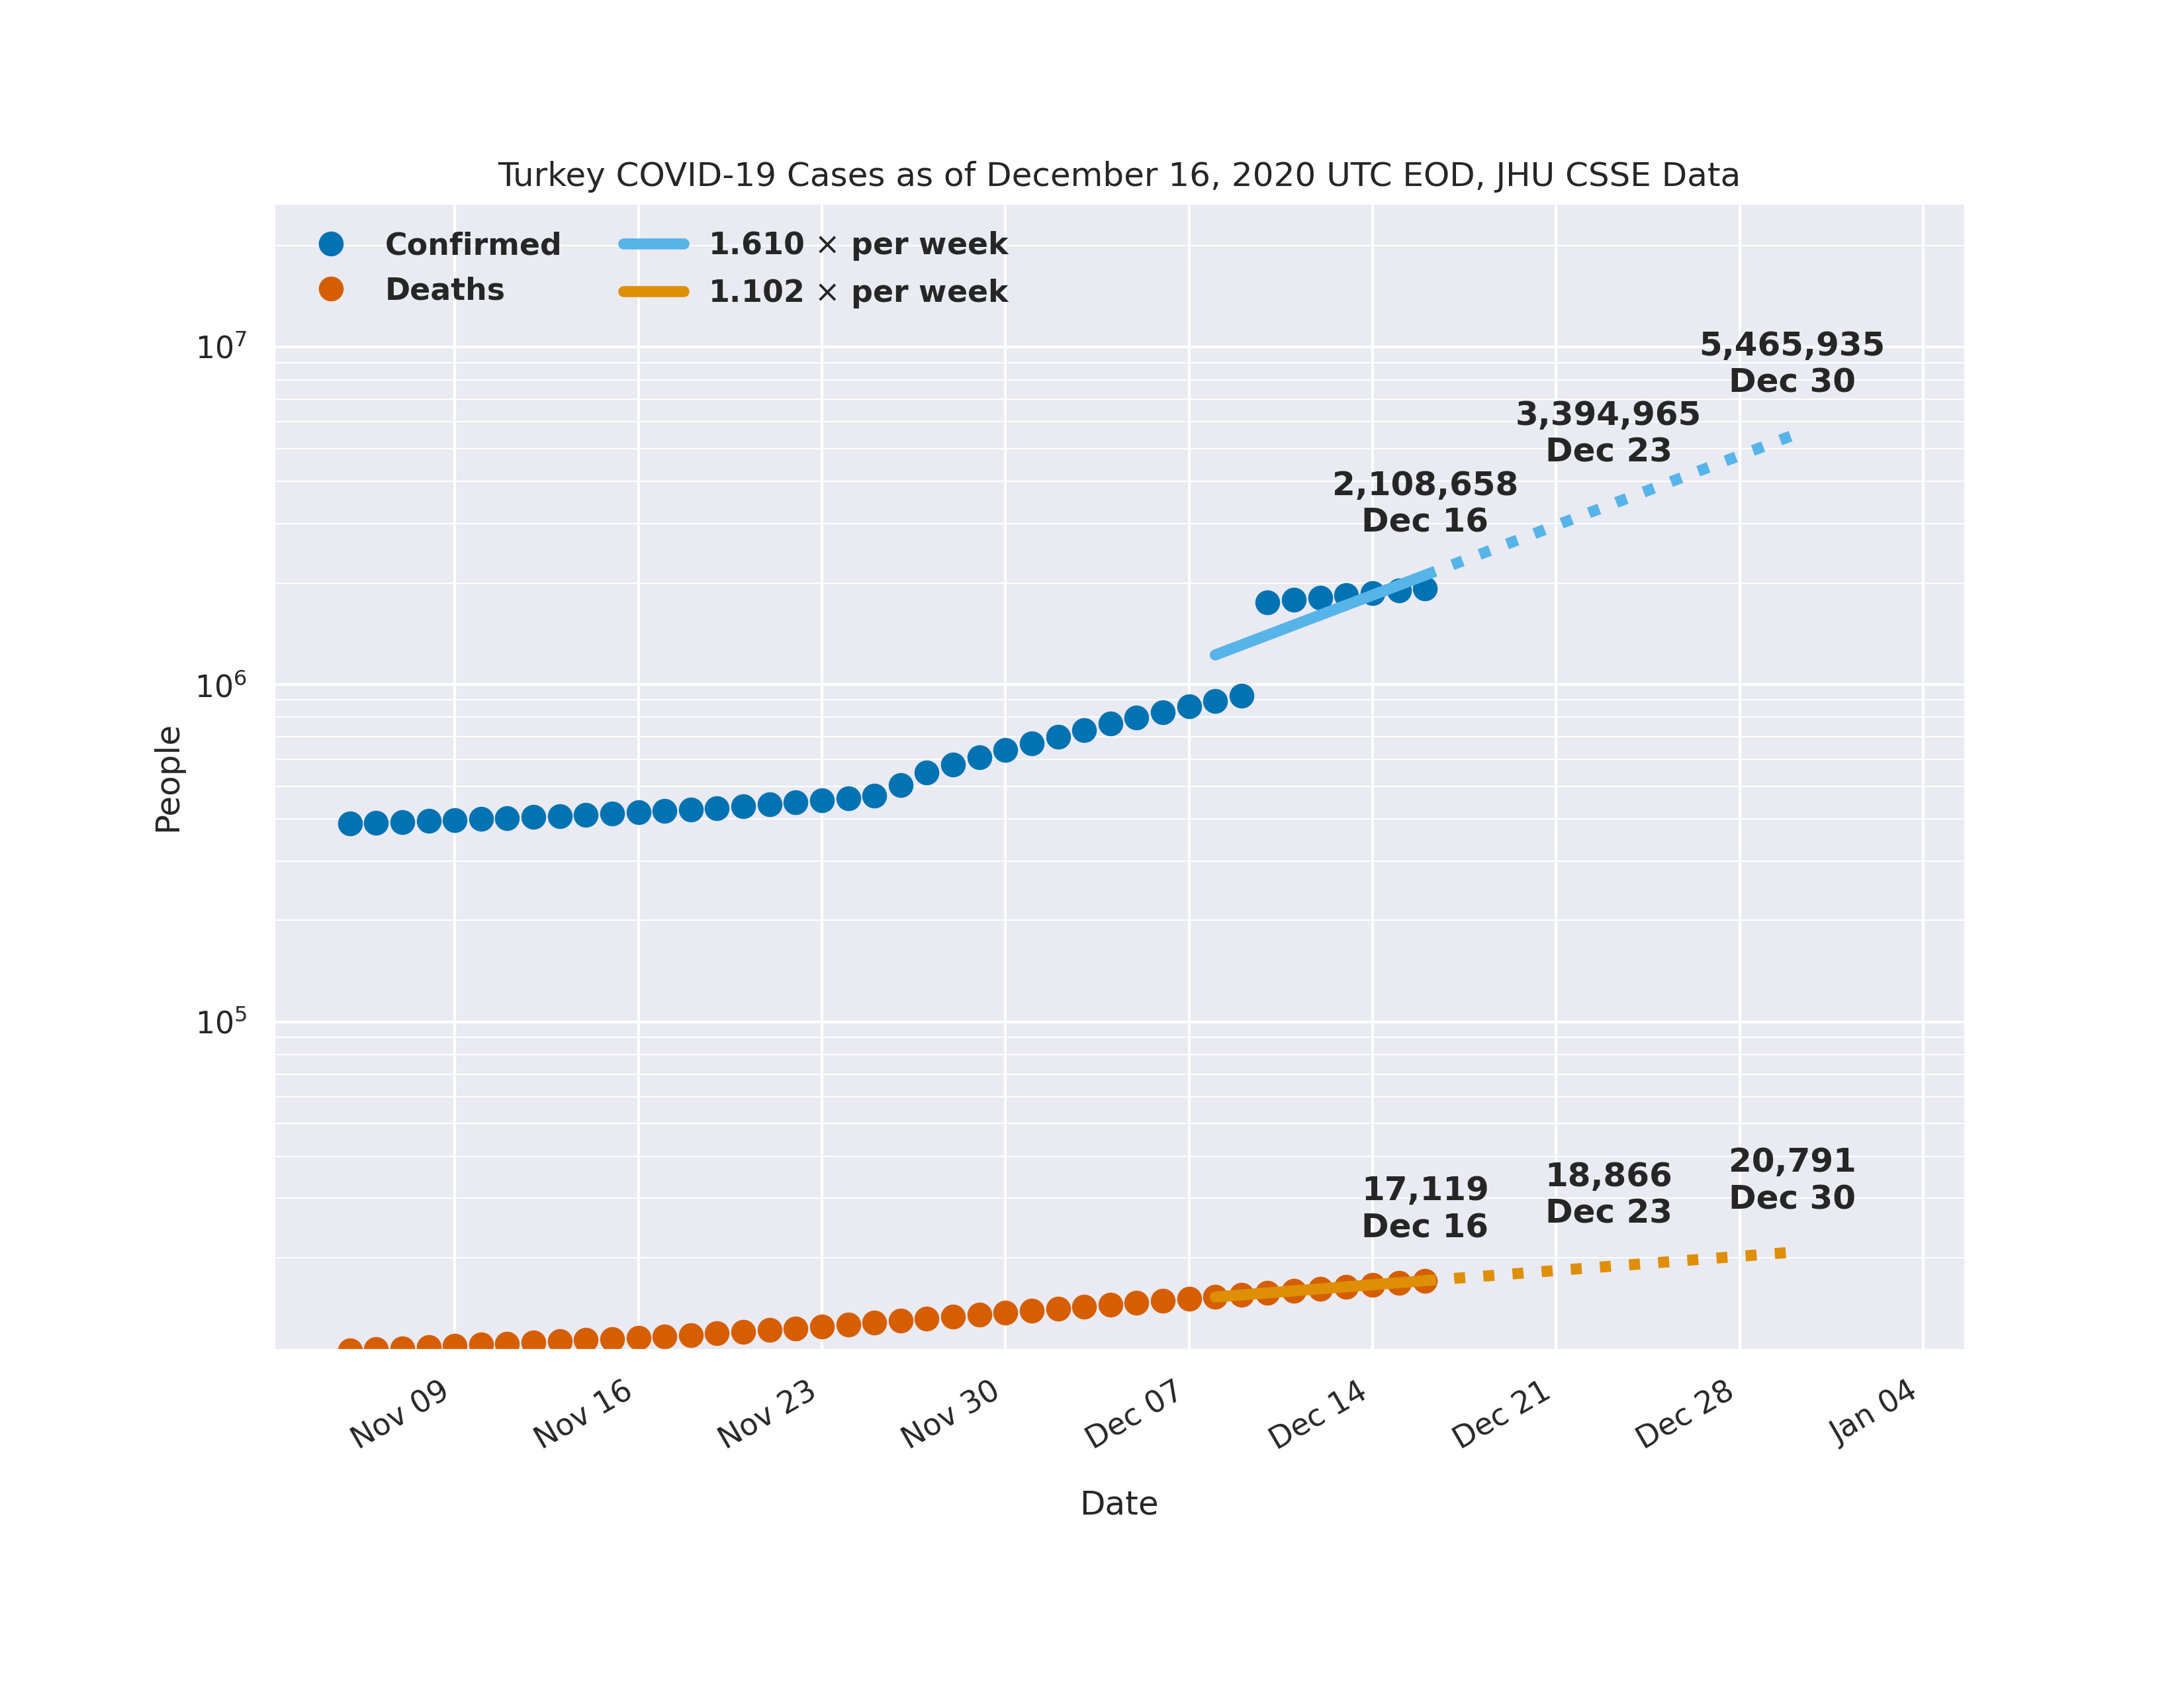 Turkey COVID-19 Cases as of December 16, 2020 UTC EOD, JHU CSSE Data
Confirmed
Deaths
1.610 × per week
1.102 × per week
5,465,935
Dec 30
3,394,965
Dec 23
2,108,658
Dec 16
10⁷
10⁶
10⁵
People
17,119
Dec 16
18,866
Dec 23
20,791
Dec 30
Nov 09
Nov 16
Nov 23
Nov 30
Dec 07
Dec 14
Dec 21
Dec 28
Jan 04
Date